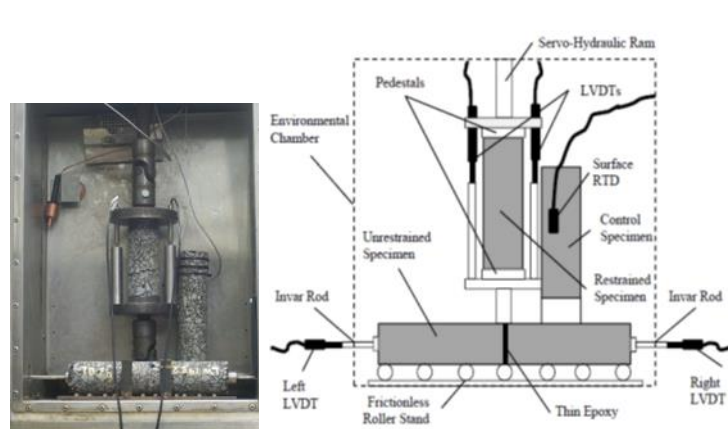 Servo-Hydraulic Ram
Pedestals
LVDTs
Environmental
Chamber
Surface
RTD
Control
Specimen
Unrestrained
Specimen
Restrained
Specimen
Invar Rod
Invar Rod
Left
LVDT
Right
LVDT
Frictionless
Roller Stand
Thin Epoxy